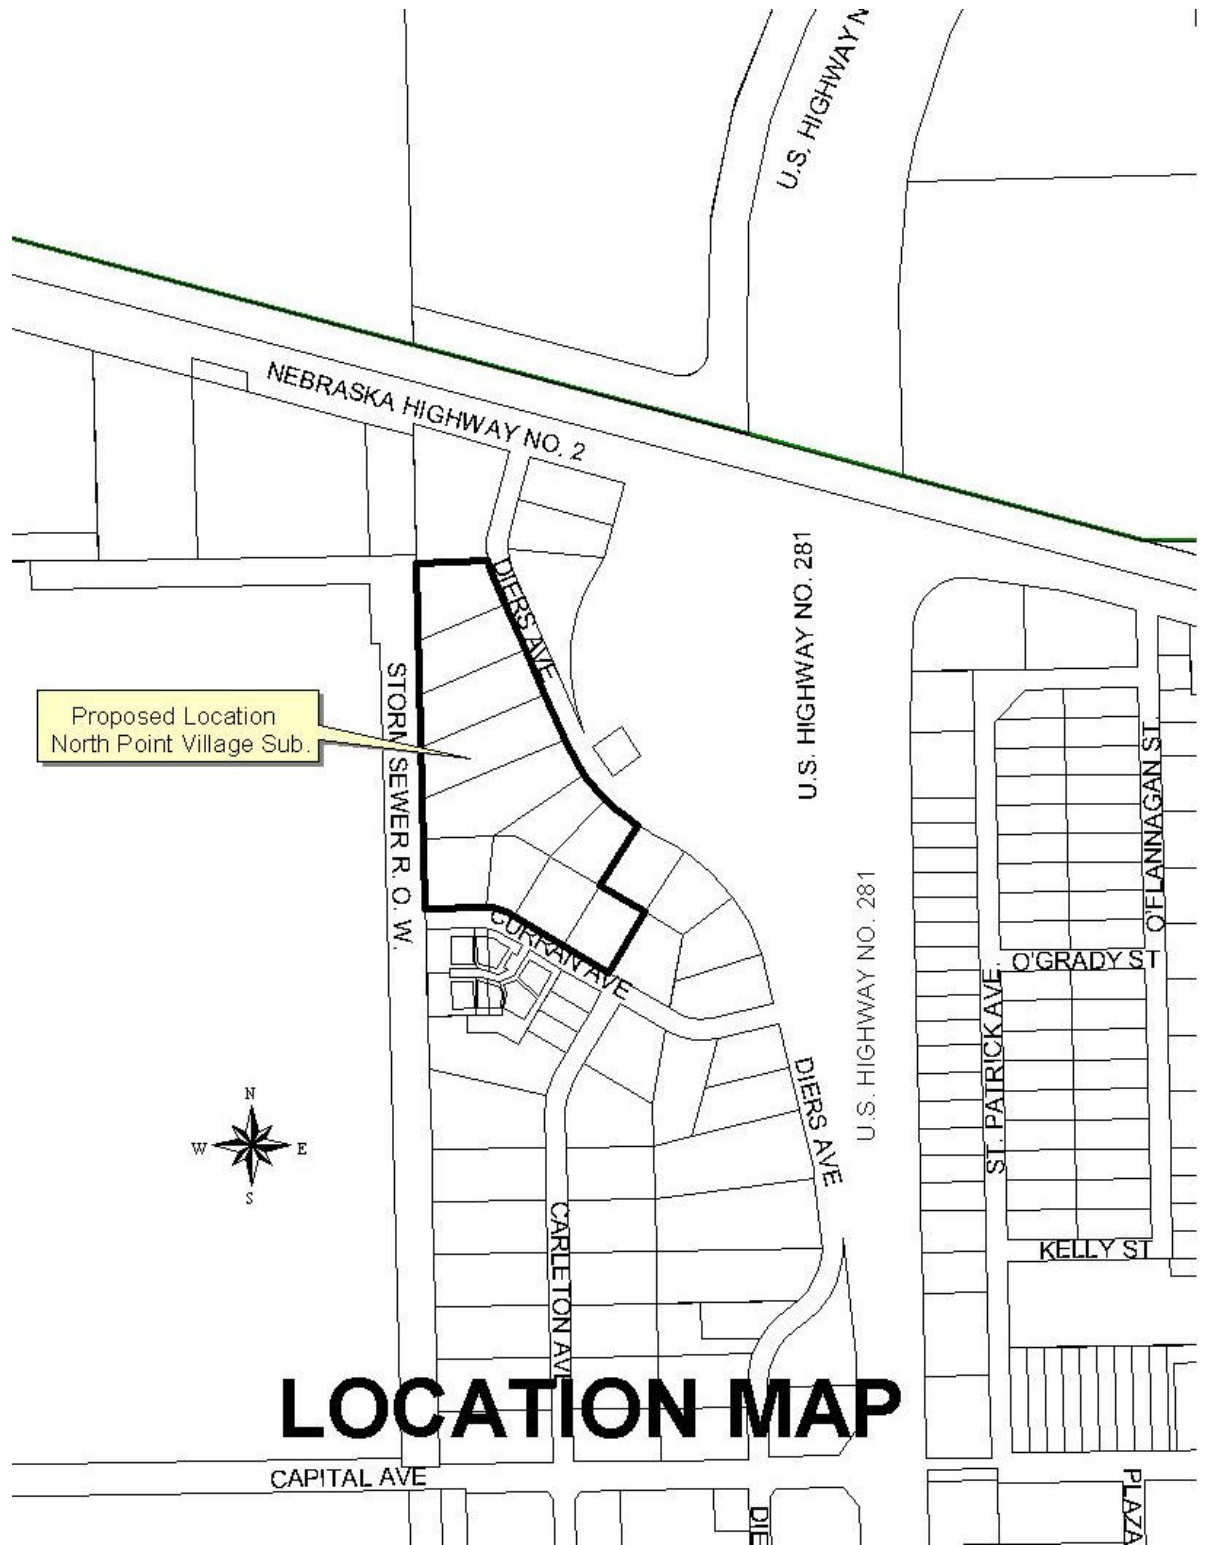 U.S. HIGHWAY N
NEBRASKA HIGHWAY NO. 2
DIERS AVE
U.S. HIGHWAY NO. 281
STORM SEWER R. O. W.
Proposed Location
North Point Village Sub.
O'FLANNAGAN ST.
CURRAN AVE
U.S. HIGHWAY NO. 281
O'GRADY ST
ST. PATRICK AVE.
DIERS AVE
N
W
E
S
CARLETON AVE
KELLY ST
LOCATION MAP
CAPITAL AVE
DIE
PLAZA